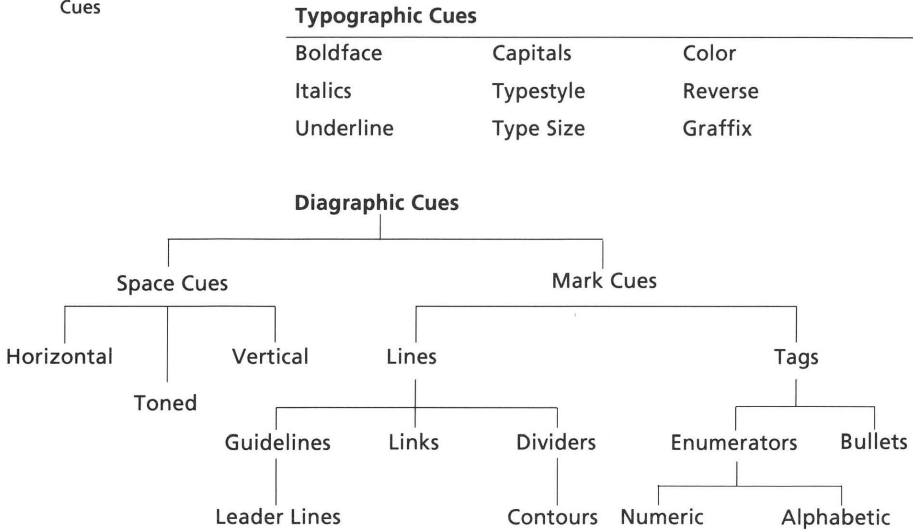 Cues
Typographic Cues
Boldface Capitals Color
Italics Typestyle Reverse
Underline Type Size Graffix
Diagraphic Cues
Space Cues Mark Cues
Horizontal Vertical Lines Tags
Toned
Guidelines Links Dividers Enumerators Bullets
Leader Lines Contours Numeric Alphabetic